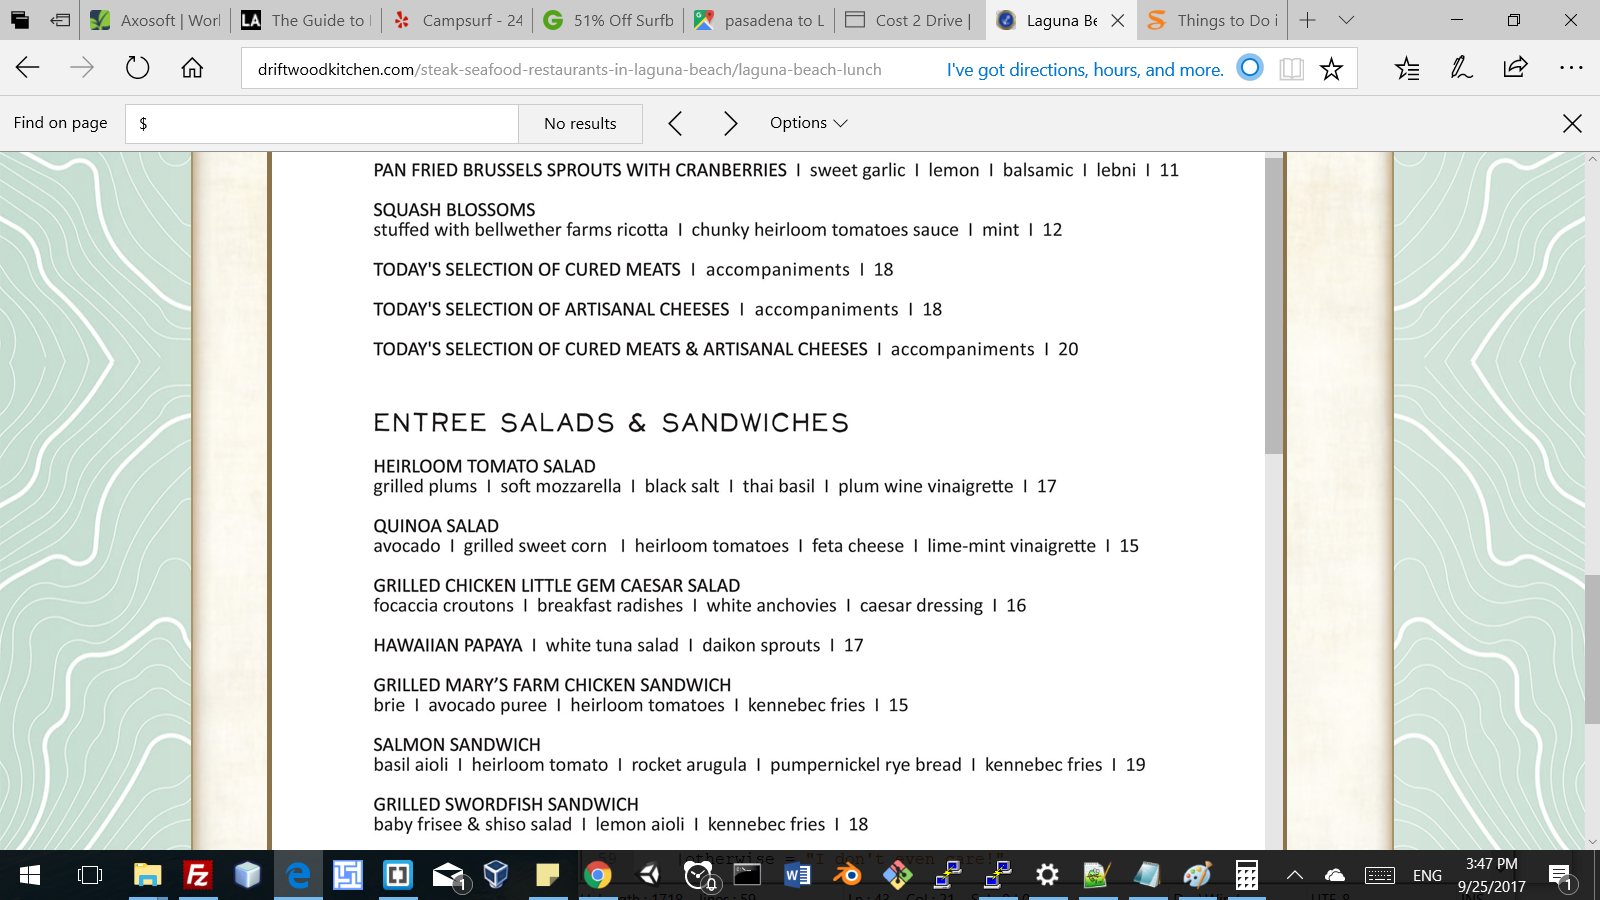 Axosoft | Worl
The Guide to
Campsurf - 24
51% Off Surfb
pasadena to L
Cost 2 Drive |
Laguna Be
Things to Do i
driftwoodkitchen.com/steak-seafood-restaurants-in-laguna-beach/laguna-beach-lunch
I've got directions, hours, and more.
Find on page
$
No results
Options
PAN FRIED BRUSSELS SPROUTS WITH CRANBERRIES I sweet garlic I lemon I balsamic I lebni I 11
SQUASH BLOSSOMS
stuffed with bellwether farms ricotta I chunky heirloom tomatoes sauce I mint I 12
TODAY'S SELECTION OF CURED MEATS I accompaniments I 18
TODAY'S SELECTION OF ARTISANAL CHEESES I accompaniments I 18
TODAY'S SELECTION OF CURED MEATS & ARTISANAL CHEESES I accompaniments I 20
ENTREE SALADS & SANDWICHES
HEIRLOOM TOMATO SALAD
grilled plums I soft mozzarella I black salt I thai basil I plum wine vinaigrette I 17
QUINOA SALAD
avocado I grilled sweet corn I heirloom tomatoes I feta cheese I lime-mint vinaigrette I 15
GRILLED CHICKEN LITTLE GEM CAESAR SALAD
focaccia croutons I breakfast radishes I white anchovies I caesar dressing I 16
HAWAIIAN PAPAYA I white tuna salad I daikon sprouts I 17
GRILLED MARY'S FARM CHICKEN SANDWICH
brie I avocado puree I heirloom tomatoes I kennebec fries I 15
SALMON SANDWICH
basil aioli I heirloom tomato I rocket arugula I pumpernickel rye bread I kennebec fries I 19
GRILLED SWORDFISH SANDWICH
baby frisee & shiso salad I lemon aioli I kennebec fries I 18
otherwise = "I don't even care!"
ENG
3:47 PM
9/25/2017